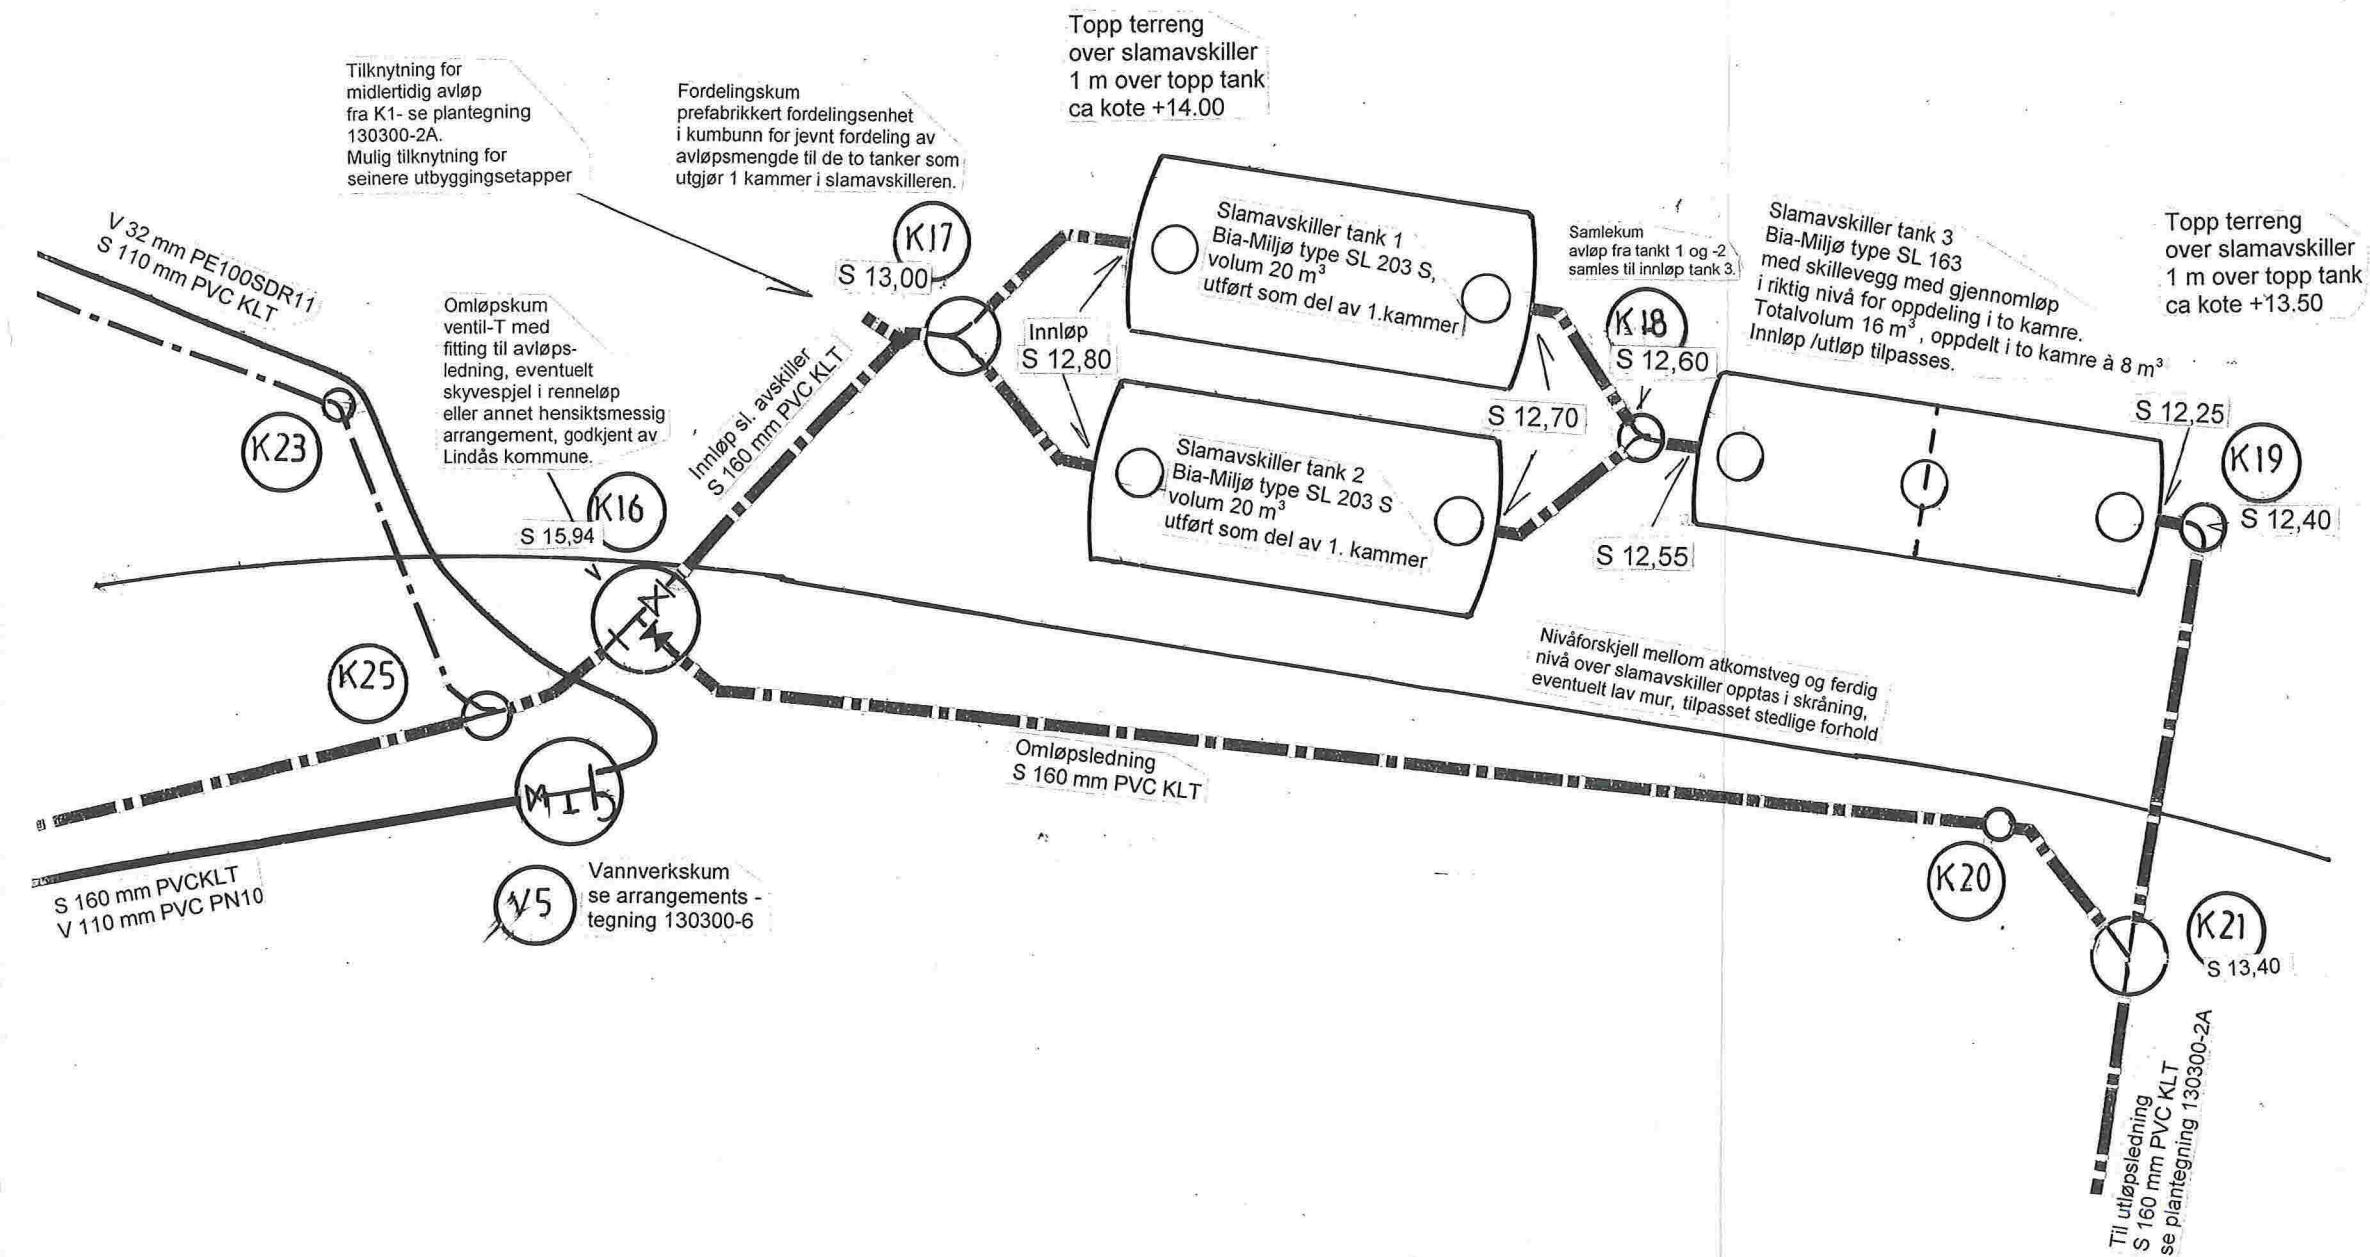 Topp terreng
over slamavskiller
1 m over topp tank
ca kote +14.00
Tilknytning for
midlertidig avløp
fra K1- se plantegning
130300-2A.
Mulig tilknytning for
seinere utbyggingsetapper
Fordelingskum
prefabrikkert fordelingsenhet
i kumbunn for jevnt fordeling av
avløpsmengde til de to tanker som
utgjør 1 kammer i slamavskilleren.
V 32 mm PE100SDR11
S 110 mm PVC KLT
K17
S 13,00
Slamavskiller tank 1
Bia-Miljø type SL 203 S,
volum 20 m³
utført som del av 1.kammer
Samlekum
avløp fra tankt 1 og -2
samles til innløp tank 3.
Slamavskiller tank 3
Bia-Miljø type SL 163
med skillevegg med gjennomløp
i riktig nivå for oppdeling i to kamre.
Totalvolum 16 m³, oppdelt i to kamre à 8 m³
Innløp /utløp tilpasses.
Topp terreng
over slamavskiller
1 m over topp tank
ca kote +13.50
Omløpskum
ventil-T med
fitting til avløps-
ledning, eventuelt
skyvespjel i renneløp
eller annet hensiktsmessig
arrangement, godkjent av
Lindås kommune.
Innløp
S 12,80
K18
S 12,60
Innløp sl. avskiller
S 160 mm PVC KLT
S 12,70
S 12,25
K23
K19
S 12,40
Slamavskiller tank 2
Bia-Miljø type SL 203 S
volum 20 m³
utført som del av 1. kammer
K16
S 15,94
S 12,55
K25
Nivåforskjell mellom atkomstveg og ferdig
nivå over slamavskiller opptas i skråning,
eventuelt lav mur, tilpasset stedlige forhold
Omløpsledning
S 160 mm PVC KLT
S 160 mm PVCKLT
V 110 mm PVC PN10
V5
Vannverkskum
se arrangements -
tegning 130300-6
K20
K21
S 13,40
Til utløpsledning
S 160 mm PVC KLT
se plantegning 130300-2A